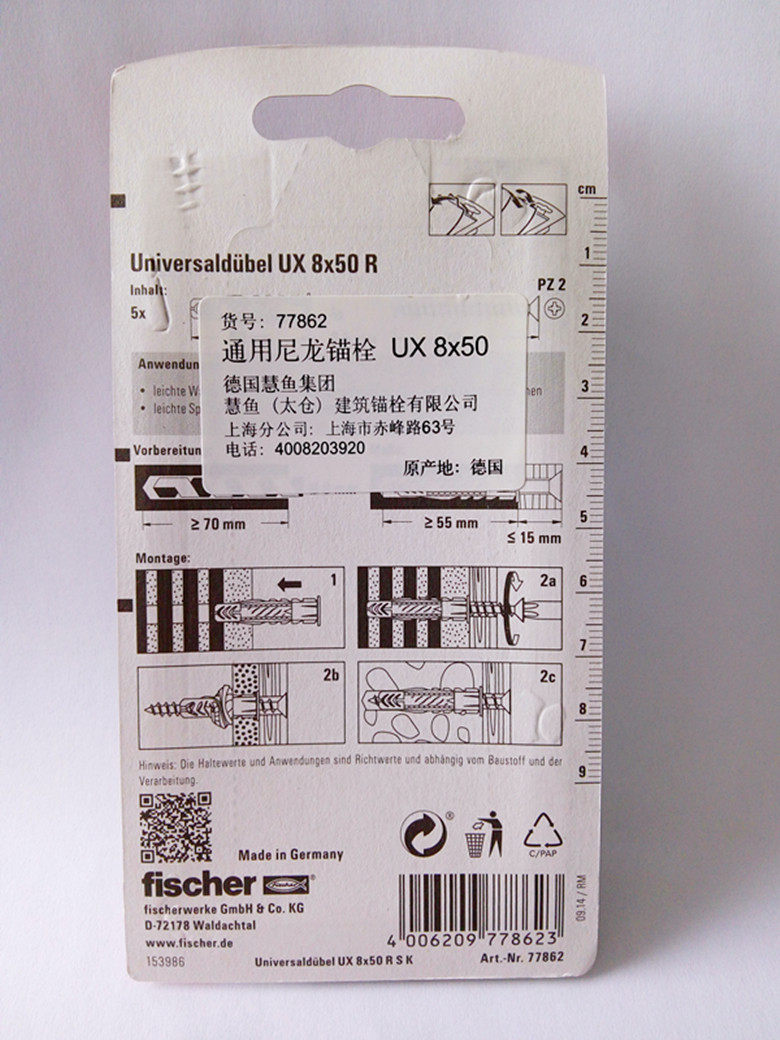 cm
Universaldübel UX 8x50 R
Inhalt:
5x
PZ 2
货号：77862
通用尼龙锚栓 UX 8x50
德国慧鱼集团
慧鱼（太仓）建筑锚栓有限公司
上海分公司：上海市赤峰路63号
电话：4008203920
原产地：德国
• leichte
• leichte
≥ 70 mm
≥ 55 mm
≤ 15 mm
Montage:
1
2a
2b
2c
1
2
3
4
5
6
7
8
9
Hinweis: Die Haltewerte und Anwendungen sind Richtwerte und abhängig vom Baustoff und der
Verarbeitung.
Made in Germany
C/PAP
fischer
fischerwerke GmbH & Co. KG
D-72178 Waldachtal
www.fischer.de
153986
Universaldübel UX 8x50 R S K
4 006209 778623
Art.-Nr. 77862
09.14 / RM